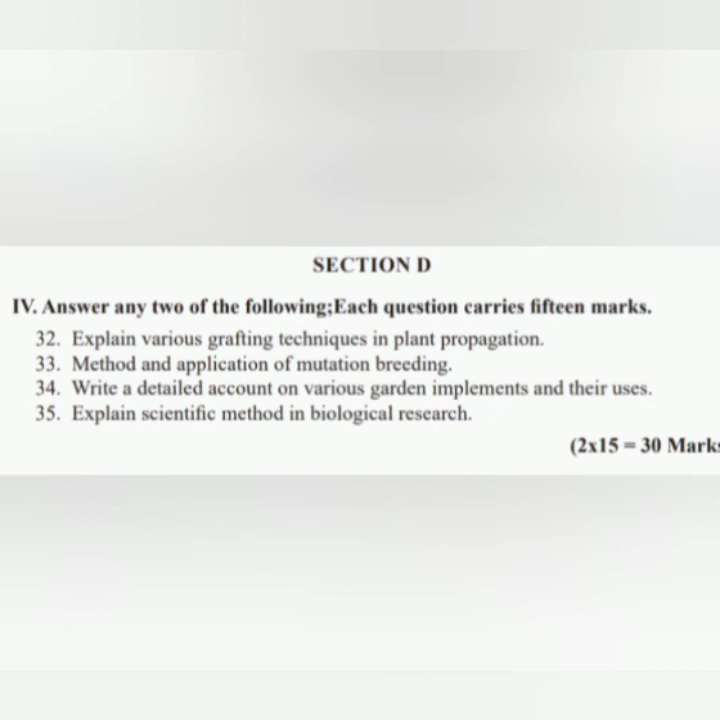 SECTION D
IV. Answer any two of the following;Each question carries fifteen marks.
32. Explain various grafting techniques in plant propagation.
33. Method and application of mutation breeding.
34. Write a detailed account on various garden implements and their uses.
35. Explain scientific method in biological research.
(2x15 = 30 Marks